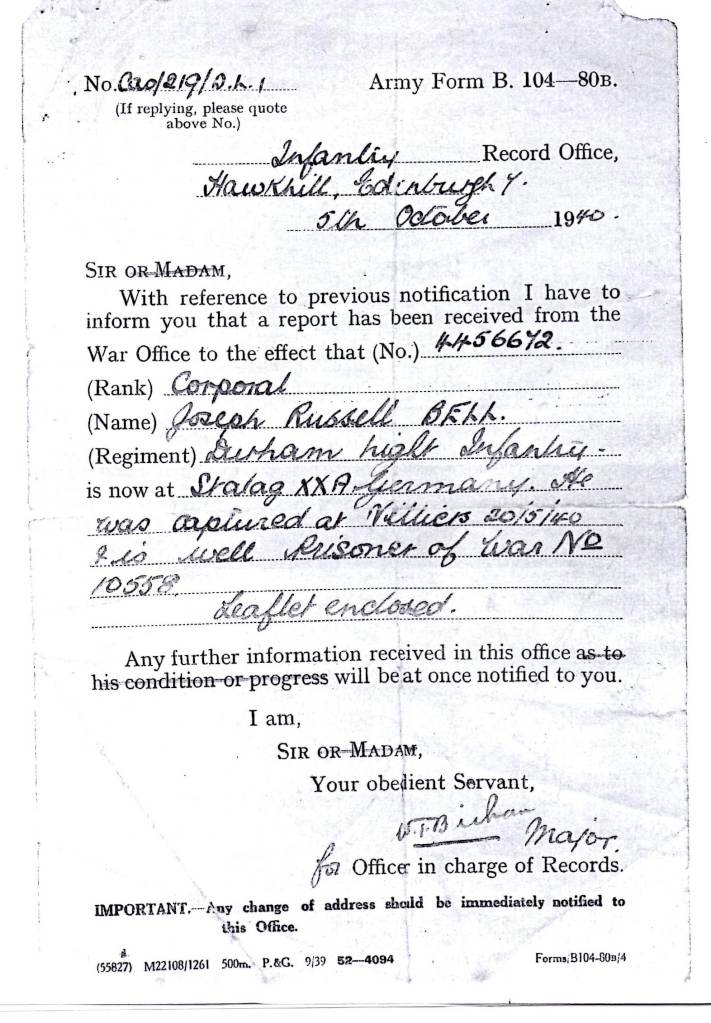 No. Cas/219/D.L.I Army Form B. 104—80B.
(If replying, please quote
above No.)
Infantry Record Office,
Hawkhill, Edinburgh 7.
5th October 1940.
SIR OR MADAM,
With reference to previous notification I have to
inform you that a report has been received from the
War Office to the effect that (No.) 4456672.
(Rank) Corporal
(Name) Joseph Russell BELL.
(Regiment) Durham Light Infantry -
is now at Stalag XXA Germany. He
was captured at Villiers 20/5/40
& is well Prisoner of War No
10558.
Leaflet enclosed.
Any further information received in this office as to
his condition or progress will be at once notified to you.
I am,
SIR OR MADAM,
Your obedient Servant,
Major.
for Officer in charge of Records.
IMPORTANT.—Any change of address should be immediately notified to
this Office.
(55827) M22108/1261 500m. P.&G. 9/39 52—4094 Forms/B104-80B/4